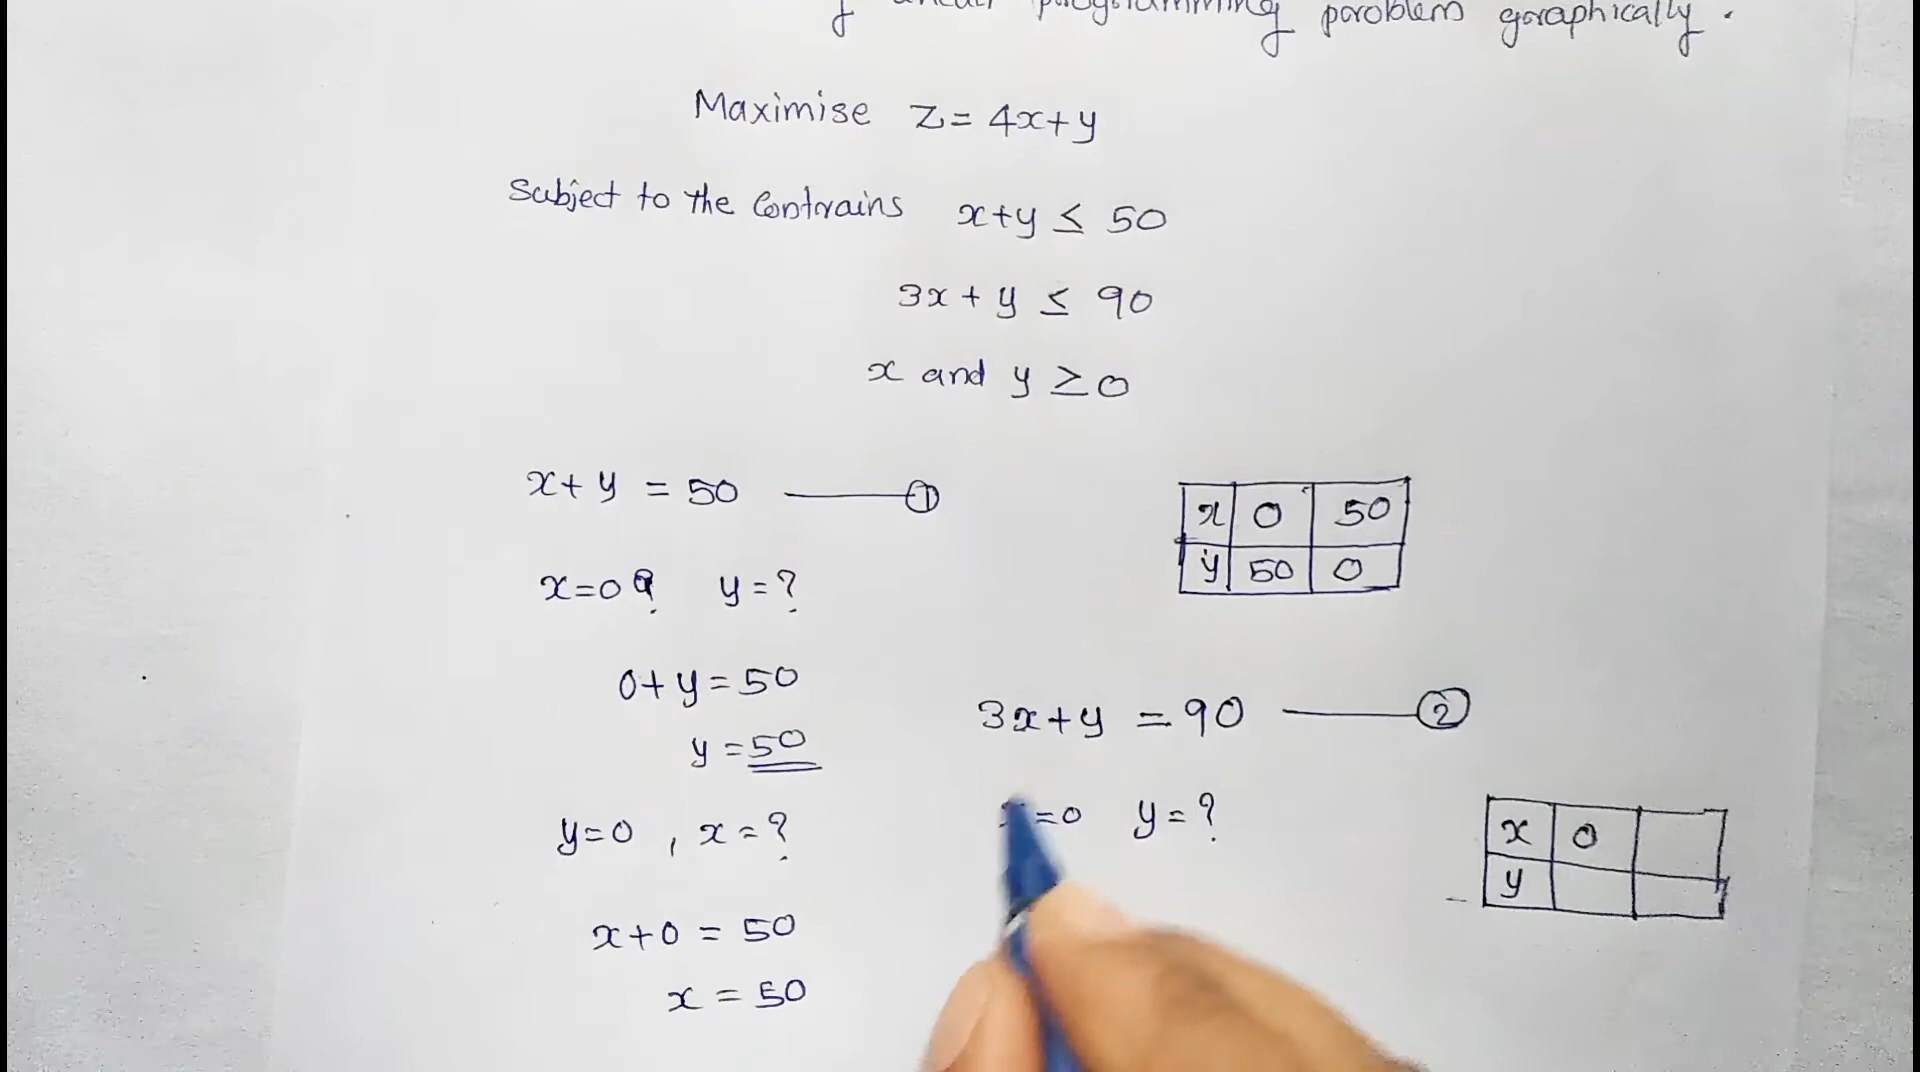 programming problem graphically.
Maximise Z = 4x+y
Subject to the Contrains x+y ≤ 50
3x + y ≤ 90
x and y ≥ 0
x + y = 50 ——— ①
x 0 50
y 50 0
x=0 ? y = ?
0 + y = 50
y = 50
y=0 , x = ?
x+0 = 50
x = 50
3x+y = 90 ——— ②
=0 y = ?
x 0
y